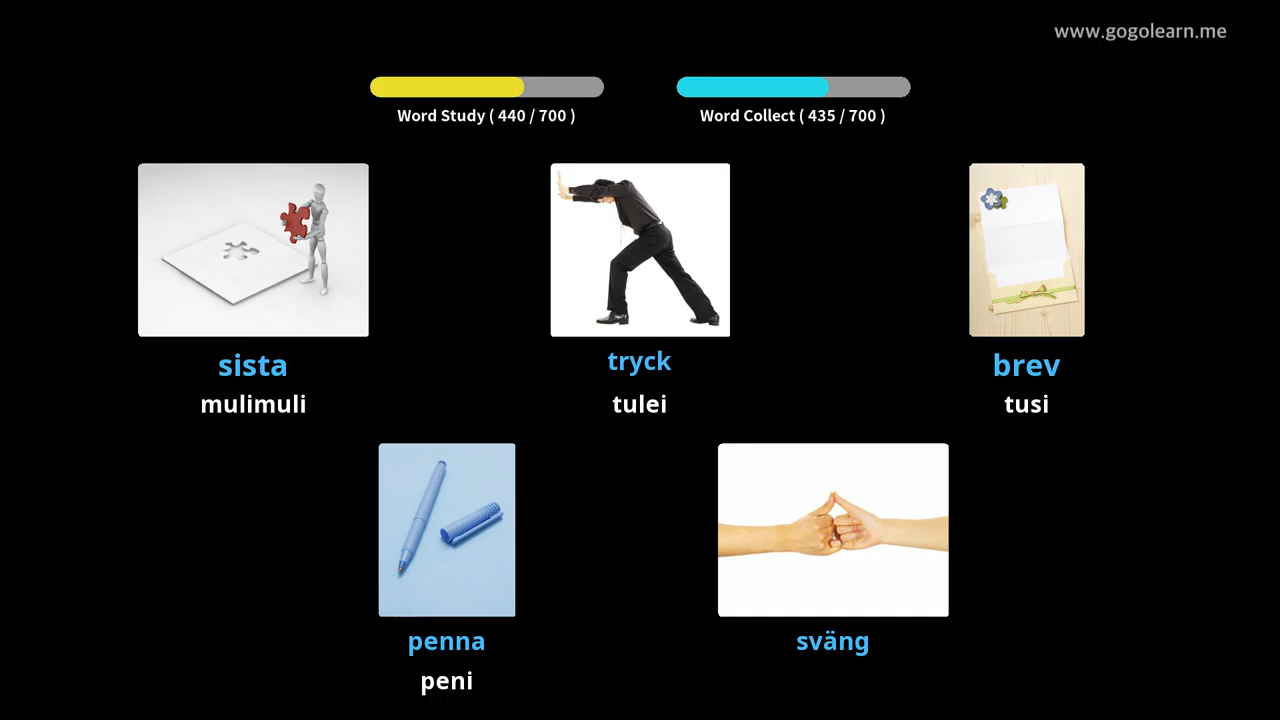 www.gogolearn.me
Word Study ( 440 / 700 )
Word Collect ( 435 / 700 )
sista
mulimuli
tryck
tulei
brev
tusi
penna
peni
sväng